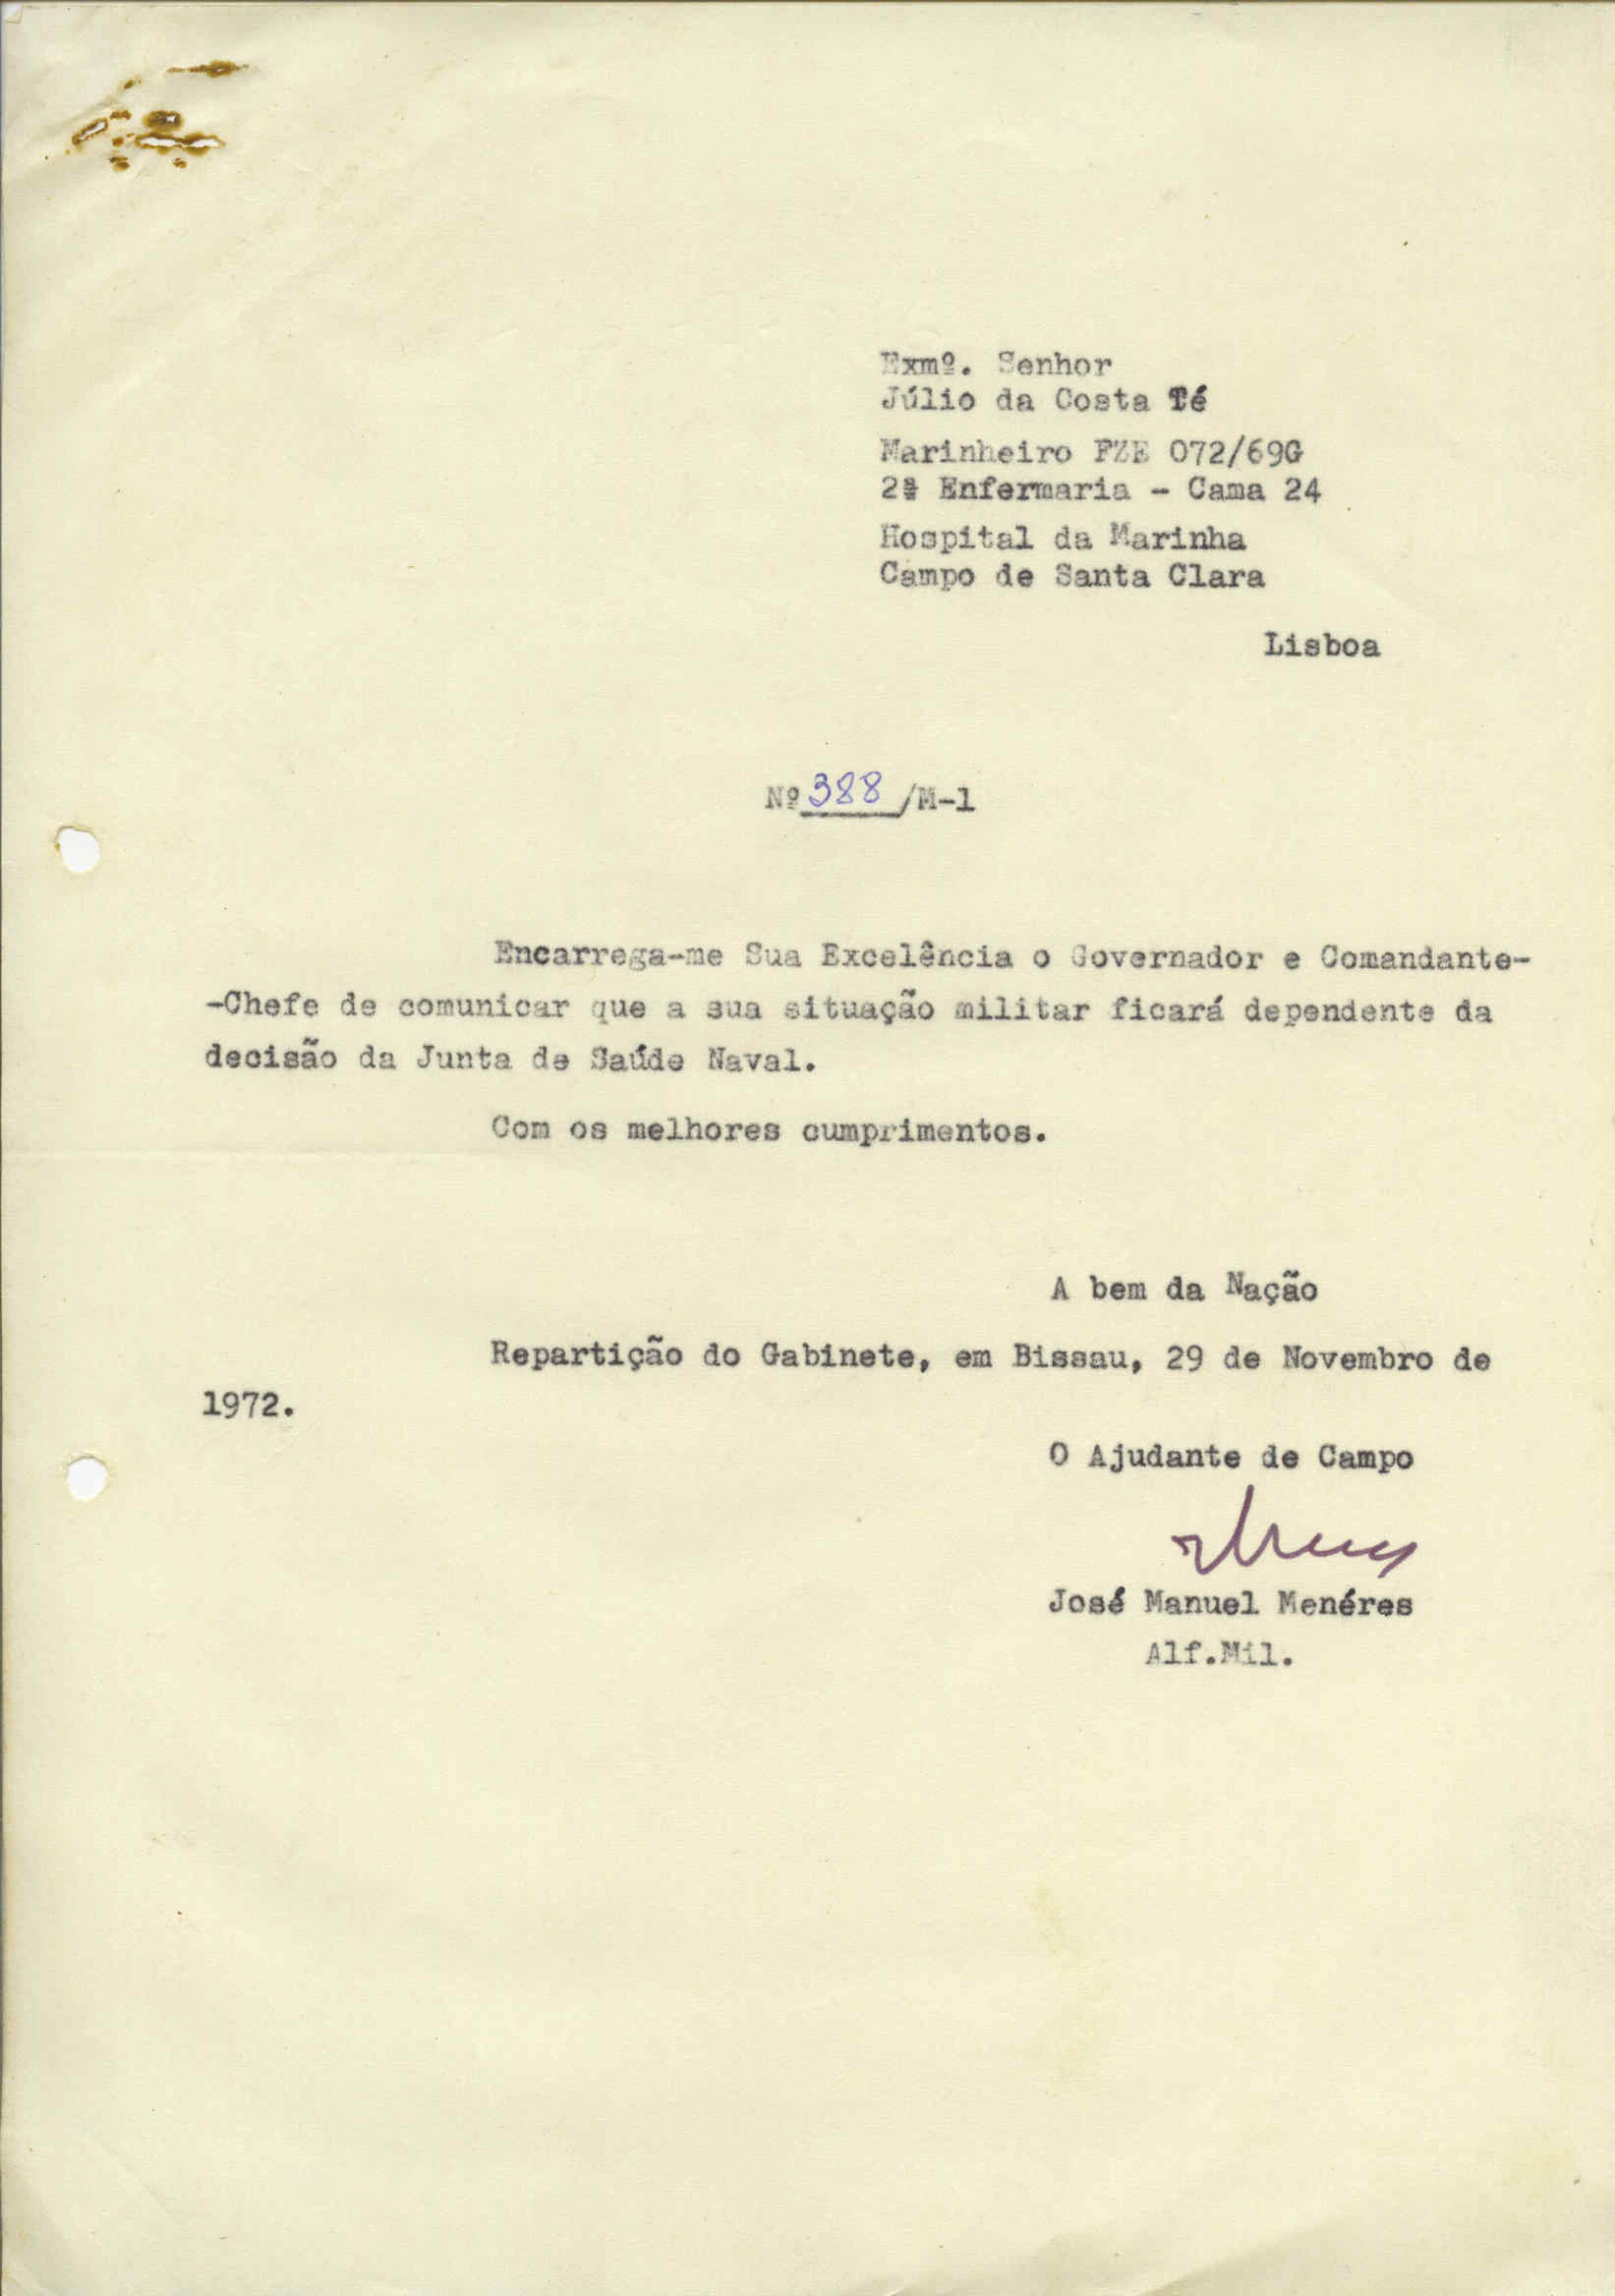 Exmº. Senhor
Júlio da Costa Té
Marinheiro FZE 072/69G
2ª Enfermaria - Cama 24
Hospital da Marinha
Campo de Santa Clara
Lisboa
Nº 388 /M-1
Encarrega-me Sua Excelência o Governador e Comandante-
-Chefe de comunicar que a sua situação militar ficará dependente da
decisão da Junta de Saúde Naval.
Com os melhores cumprimentos.
A bem da Nação
Repartição do Gabinete, em Bissau, 29 de Novembro de
1972.
O Ajudante de Campo
José Manuel Menéres
Alf.Mil.